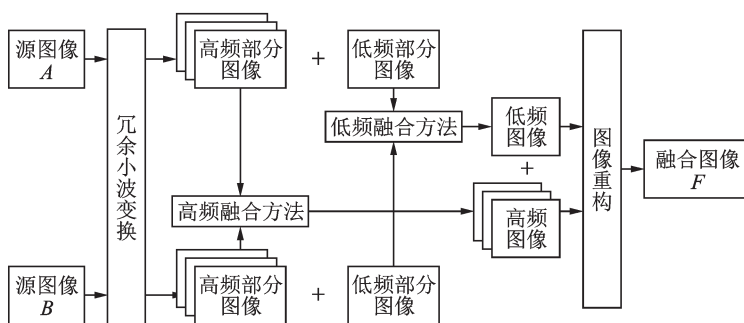 源图像
A
冗余小波变换
高频部分
图像
+
低频部分
图像
低频融合方法
低频
图像
+
高频融合方法
高频
图像
图像重构
融合图像
F
源图像
B
高频部分
图像
+
低频部分
图像